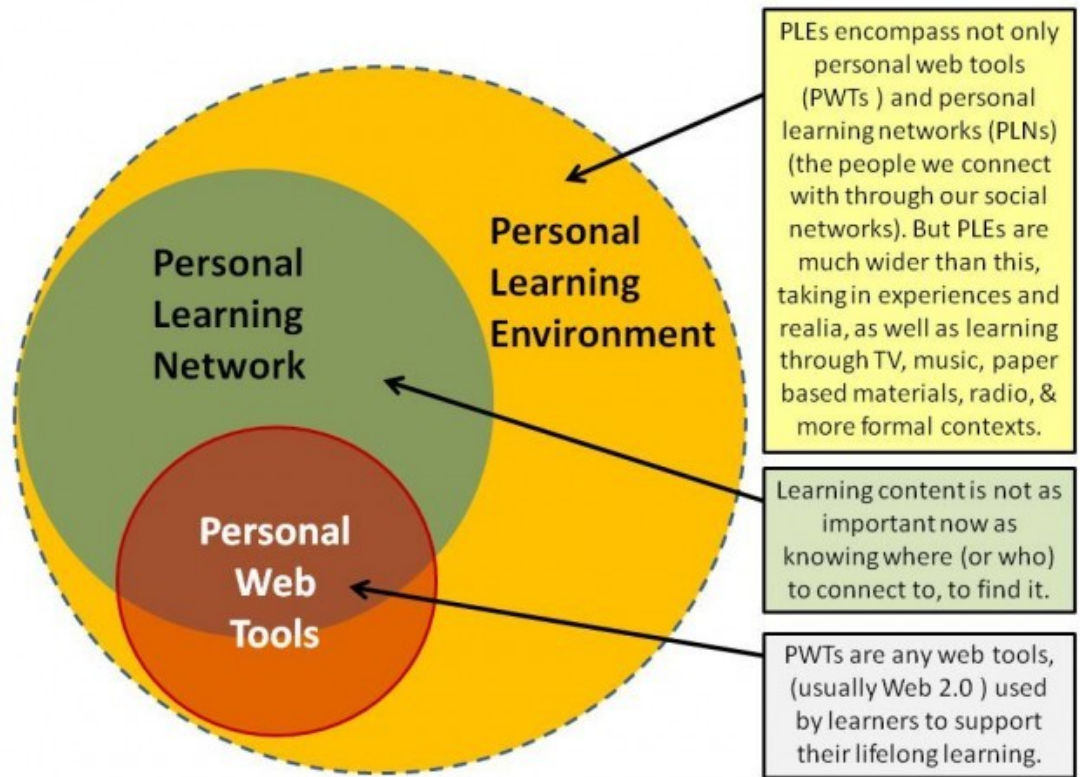 Personal
Learning
Network
Personal
Learning
Environment
Personal
Web
Tools
PLEs encompass not only
personal web tools
(PWTs ) and personal
learning networks (PLNs)
(the people we connect
with through our social
networks). But PLEs are
much wider than this,
taking in experiences and
realia, as well as learning
through TV, music, paper
based materials, radio, &
more formal contexts.
Learning content is not as
important now as
knowing where (or who)
to connect to, to find it.
PWTs are any web tools,
(usually Web 2.0 ) used
by learners to support
their lifelong learning.